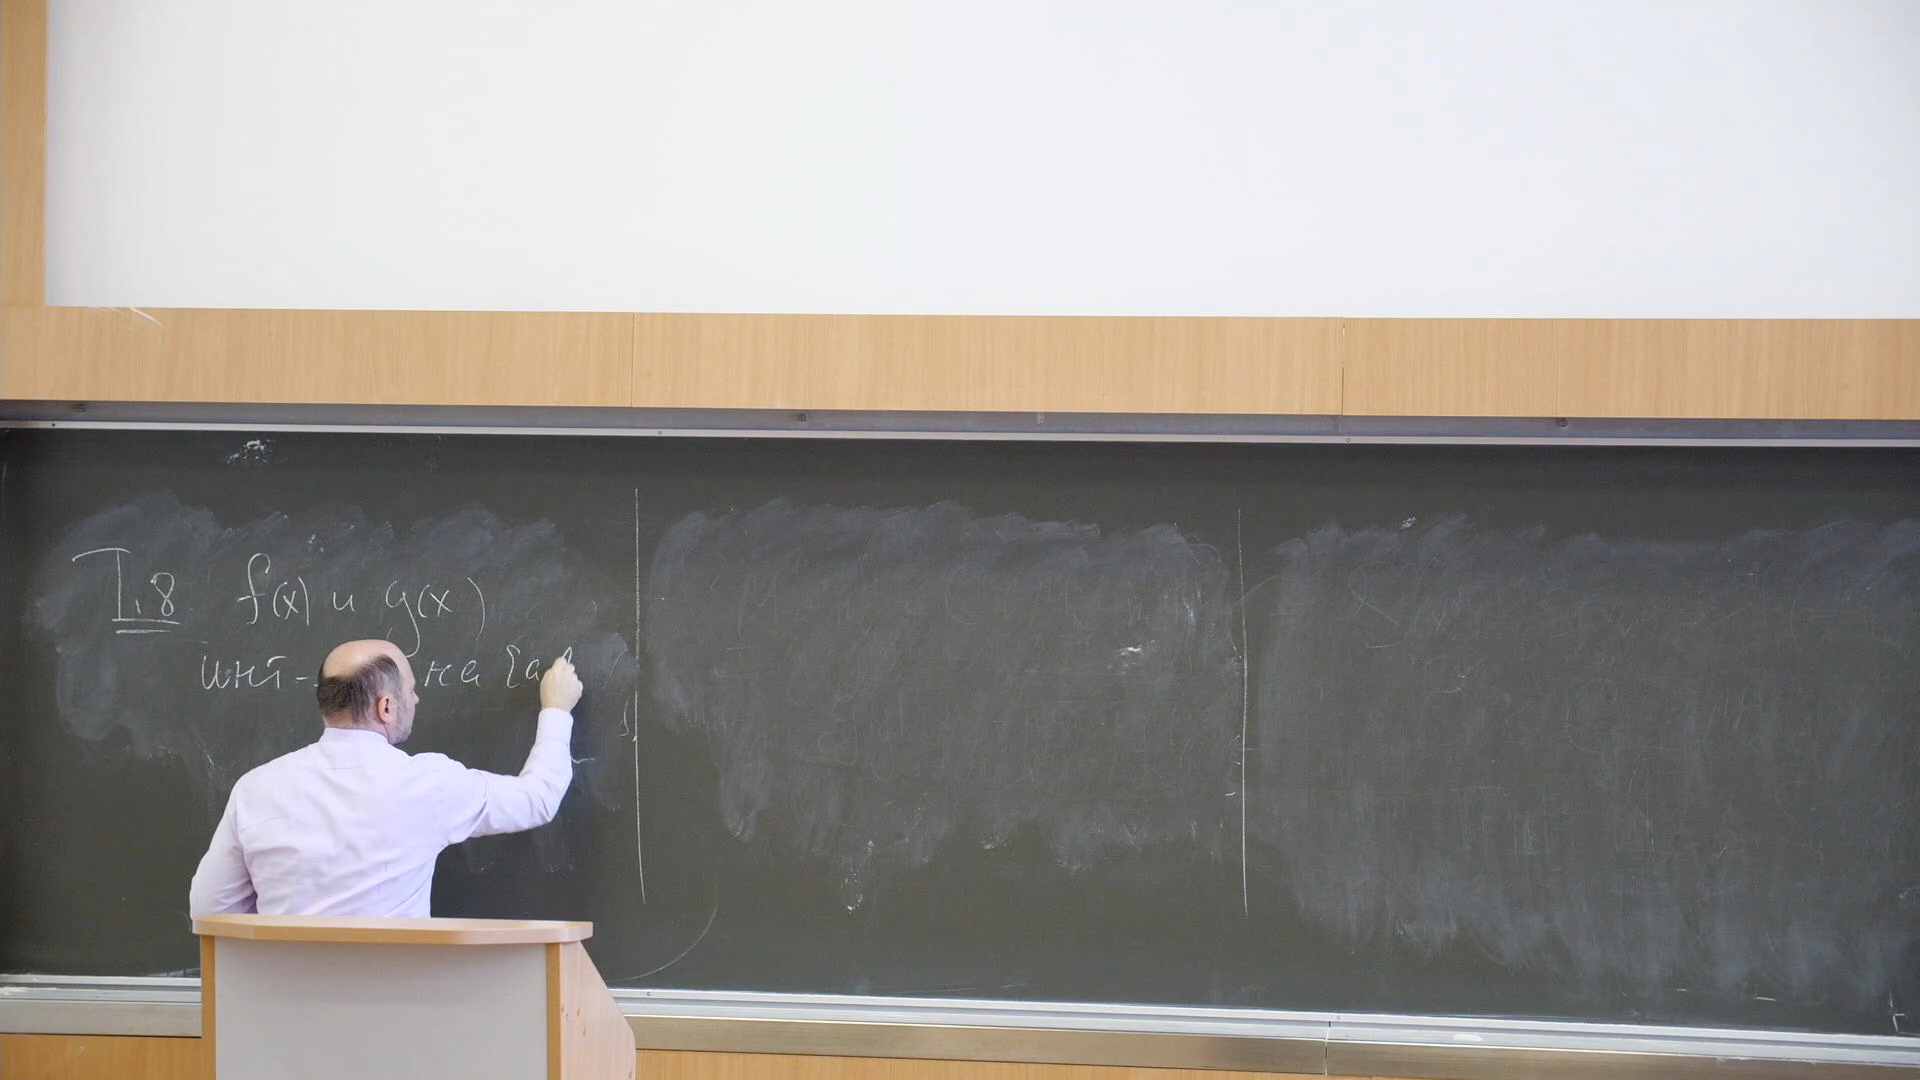 Т.8 f(x) и g(x)
инт- на [a